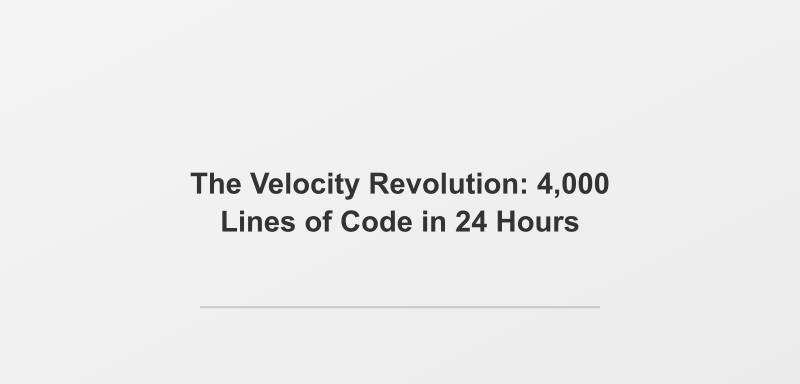 The Velocity Revolution: 4,000
Lines of Code in 24 Hours